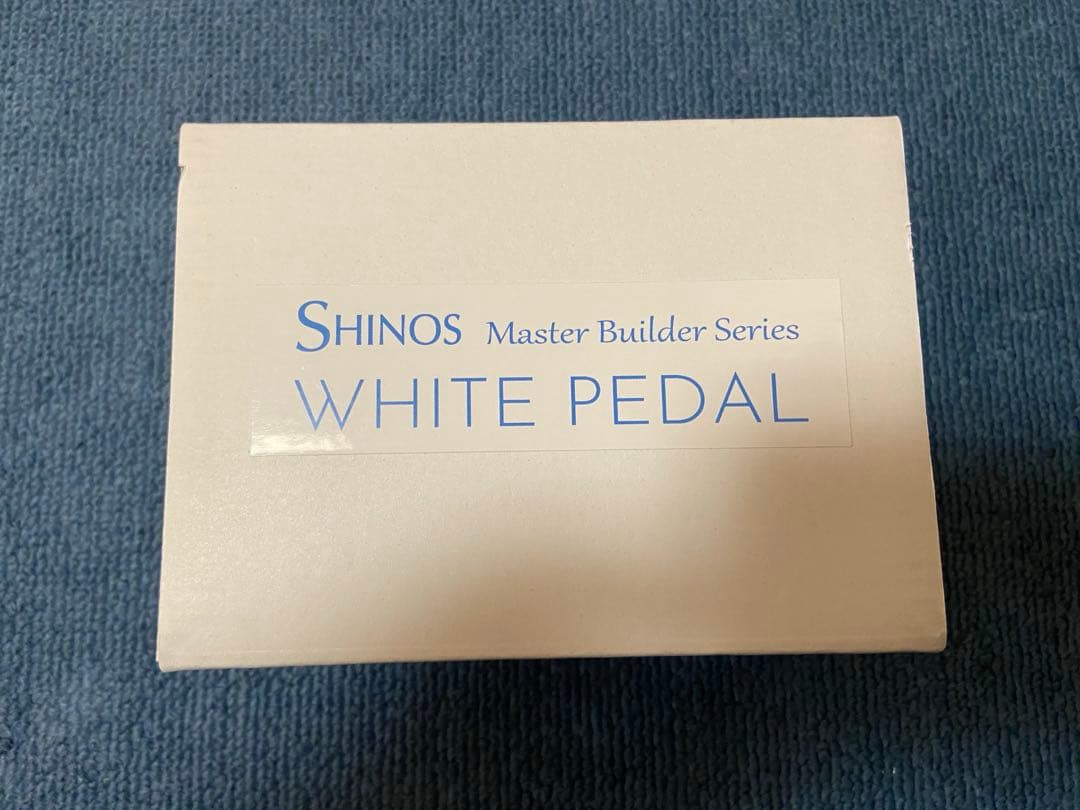 SHINOS Master Builder Series
WHITE PEDAL